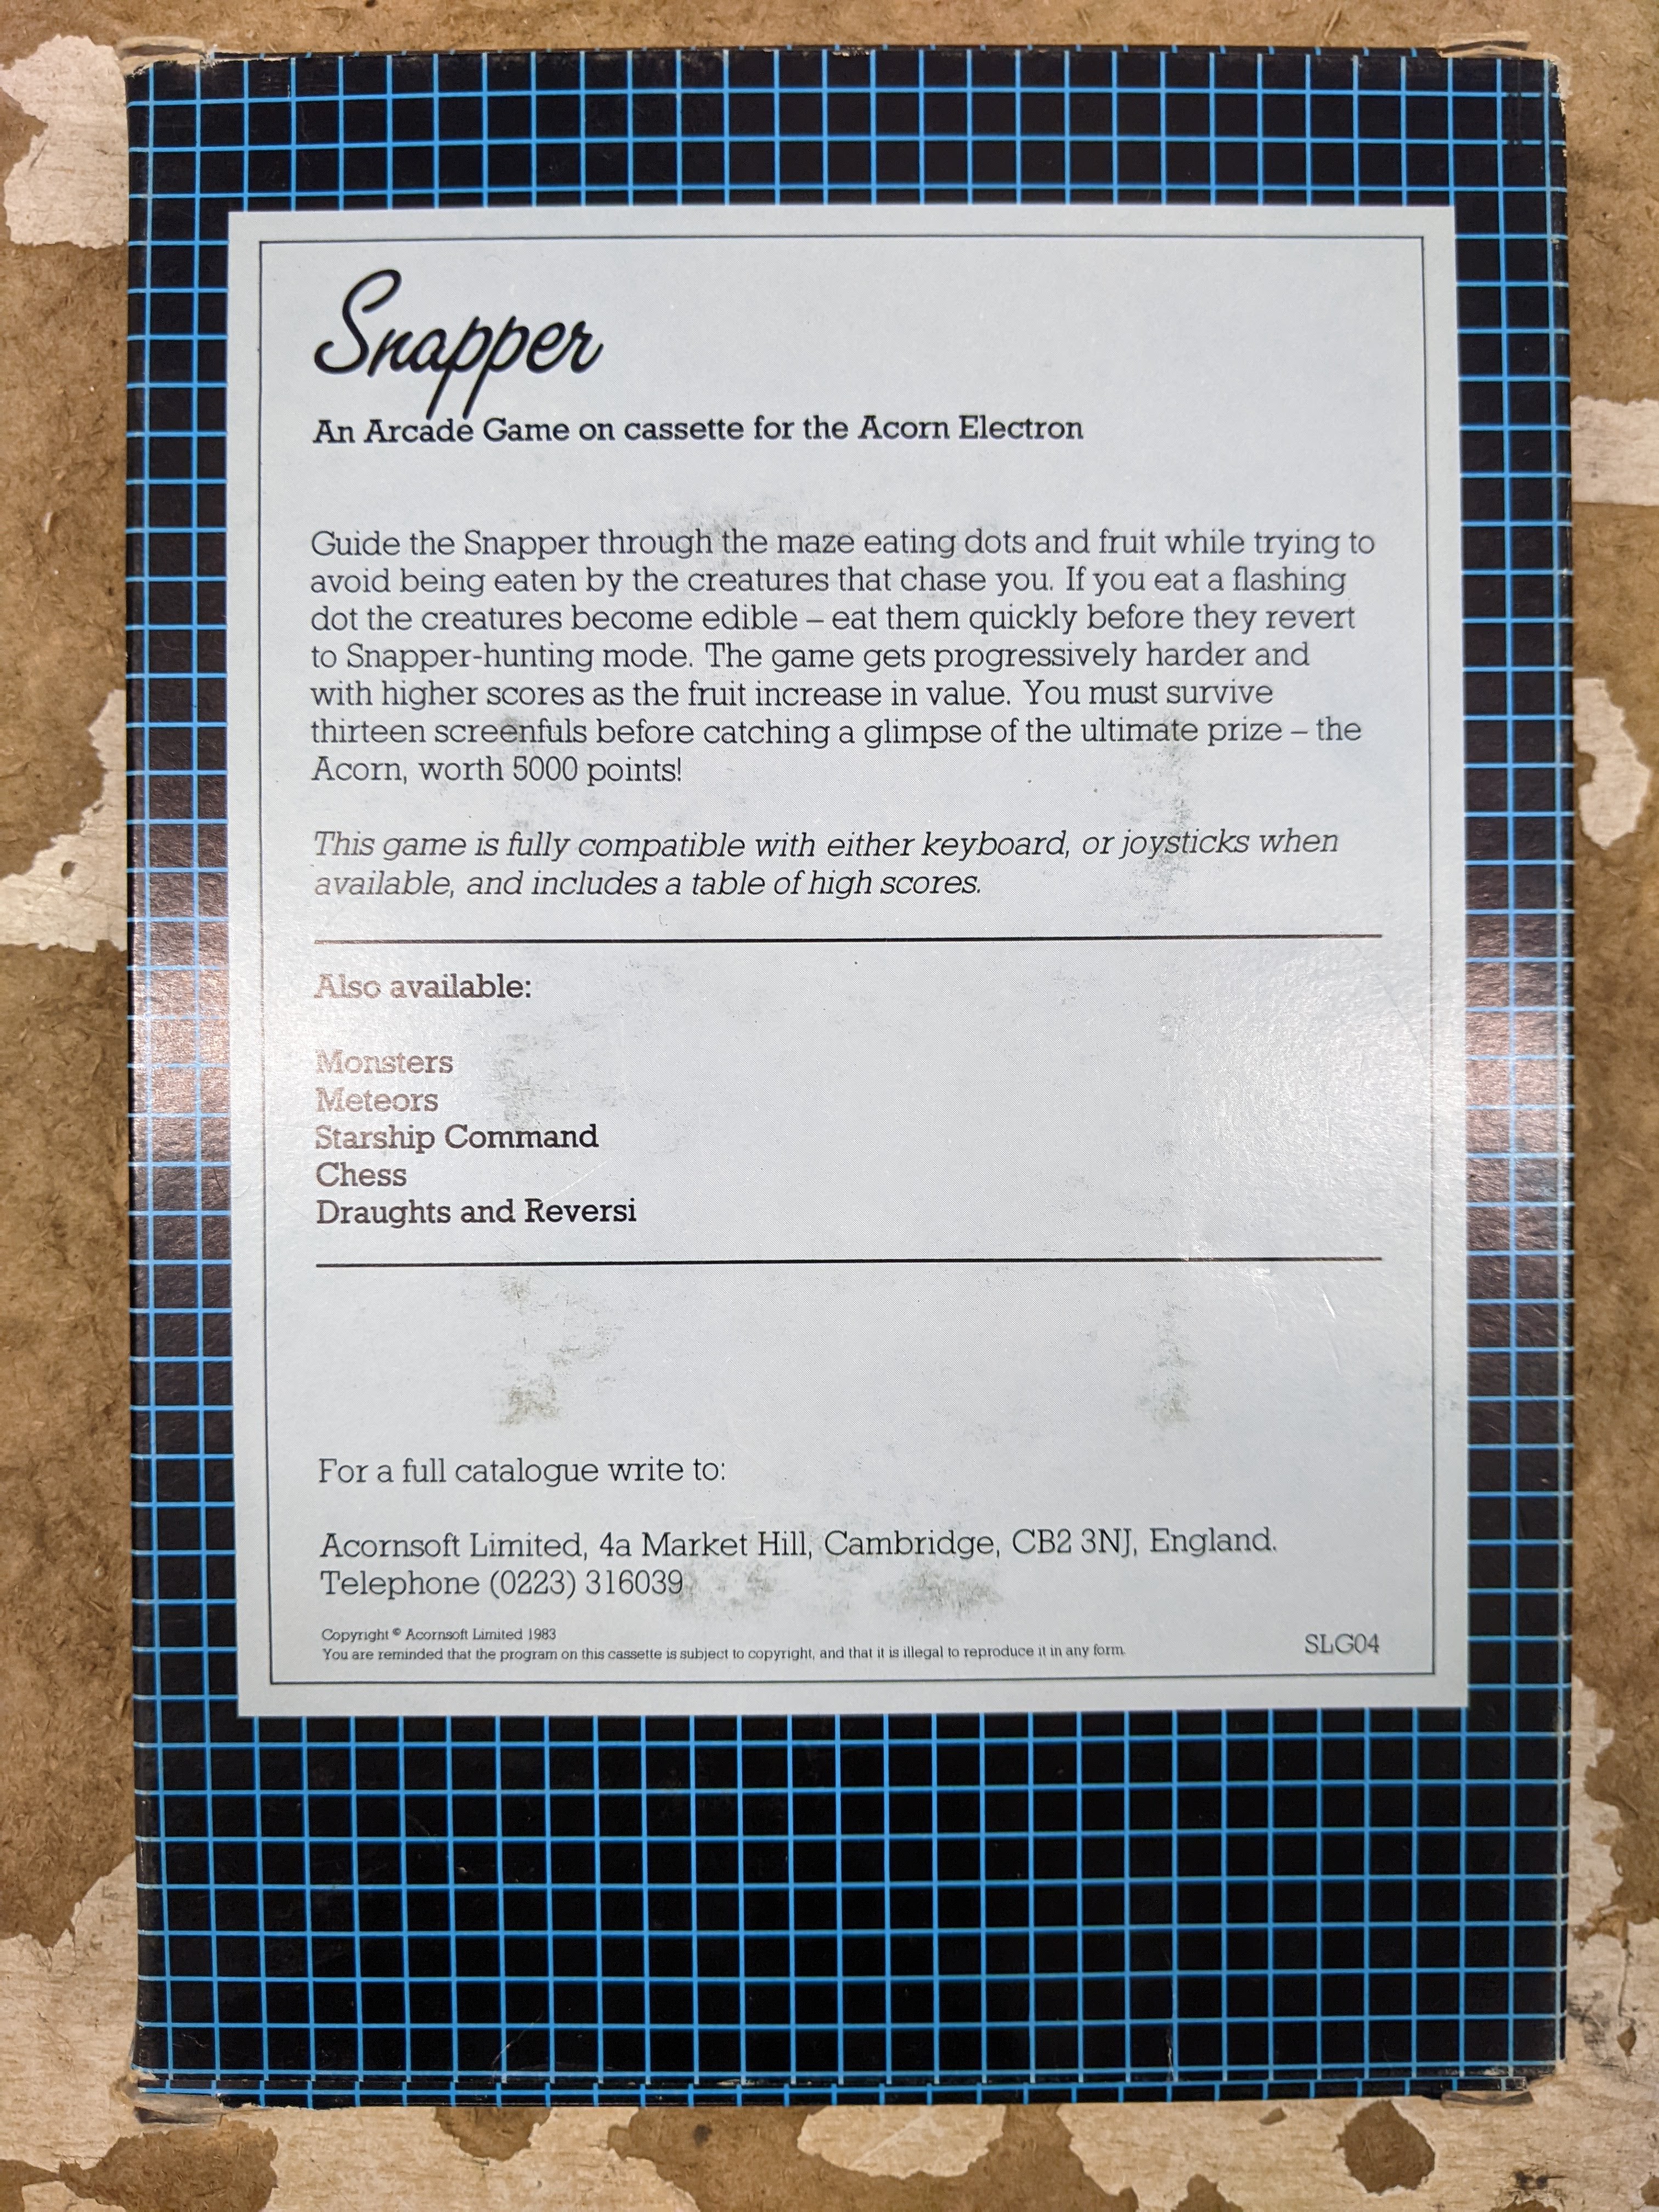 Snapper
An Arcade Game on cassette for the Acorn Electron
Guide the Snapper through the maze eating dots and fruit while trying to
avoid being eaten by the creatures that chase you. If you eat a flashing
dot the creatures become edible – eat them quickly before they revert
to Snapper-hunting mode. The game gets progressively harder and
with higher scores as the fruit increase in value. You must survive
thirteen screenfuls before catching a glimpse of the ultimate prize – the
Acorn, worth 5000 points!
This game is fully compatible with either keyboard, or joysticks when
available, and includes a table of high scores.
Also available:
Monsters
Meteors
Starship Command
Chess
Draughts and Reversi
For a full catalogue write to:
Acornsoft Limited, 4a Market Hill, Cambridge, CB2 3NJ, England.
Telephone (0223) 316039
Copyright © Acornsoft Limited 1983
You are reminded that the program on this cassette is subject to copyright, and that it is illegal to reproduce it in any form.
SLG04